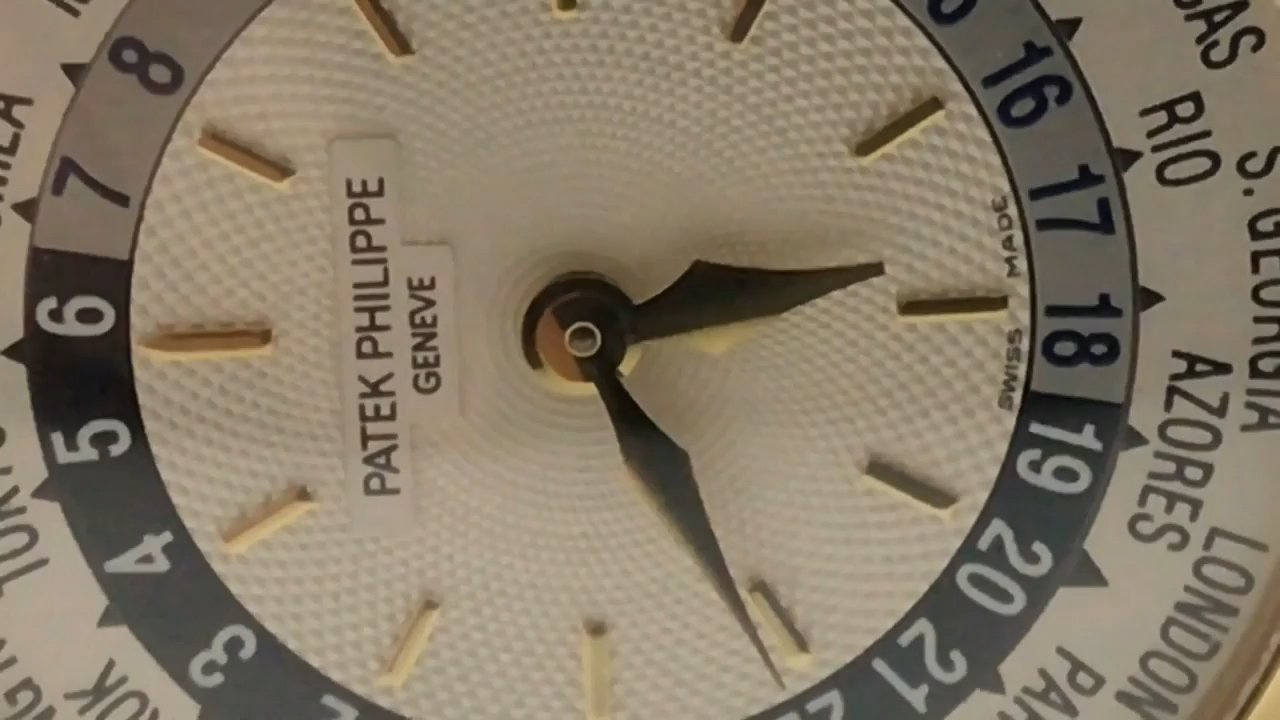 PATEK PHILIPPE
GENEVE
SWISS MADE
8
7
6
5
4
3
16
17
18
19
20
21
RIO
AZORES
LONDON
S.GEORGIA